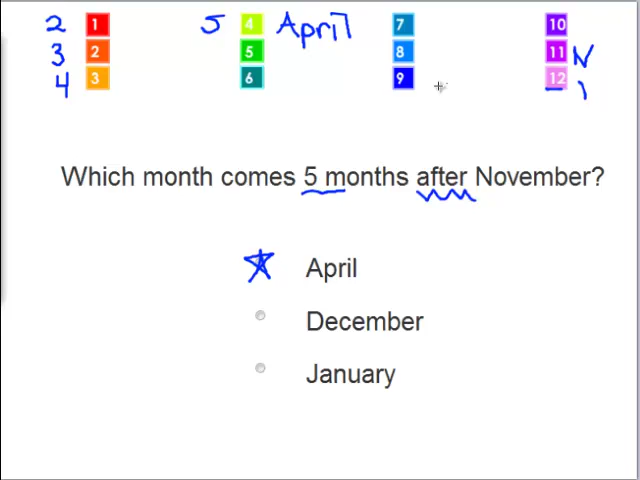 2 1 5 4 April 7 10
3 2 5 8 11 N
4 3 6 9 12 - 1
Which month comes 5 months after November?
April
December
January